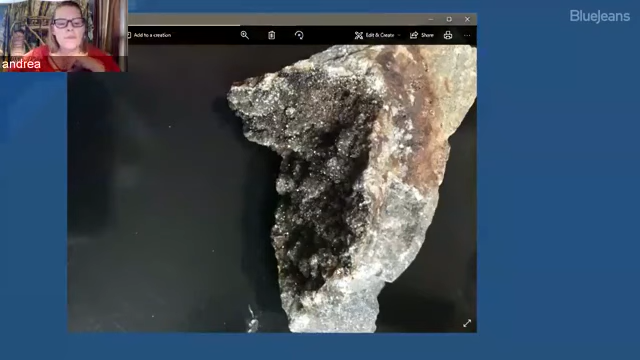 BlueJeans
Add to a creation
Edit & Create
Share
andrea